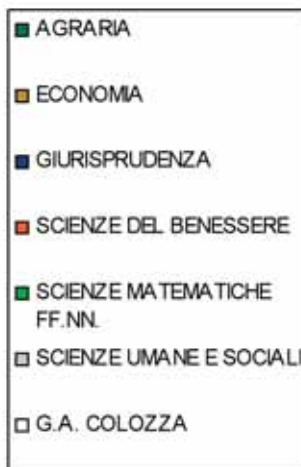 AGRARIA
ECONOMIA
GIURISPRUDENZA
SCIENZE DEL BENESSERE
SCIENZE MATEMATICHE
FF.NN.
SCIENZE UMANE E SOCIALI
G.A. COLOZZA